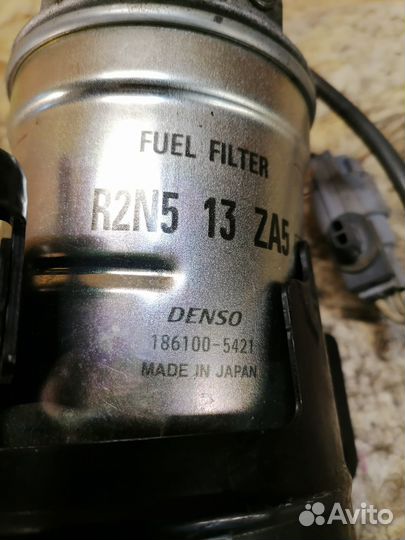 FUEL FILTER
R2N5 13 ZA5
DENSO
186100-5421
MADE IN JAPAN
Avito